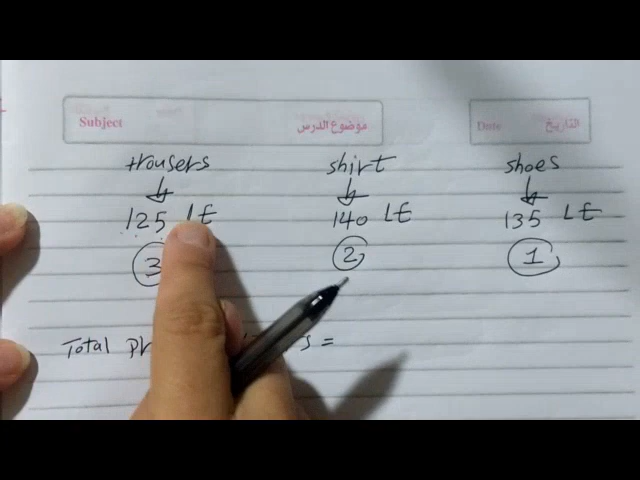 Subject موضوع الدرس Date التاريخ
trousers shirt shoes
125 LE 140 LE 135 LE
3 2 1
Total =